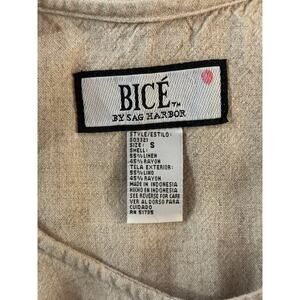 BICÉ™
BY SAG HARBOR
STYLE/ESTILO:
503321
SIZE: S
SHELL:
55% LINEN
45% RAYON
TELA EXTERIOR:
55% LINO
45% RAYON
MADE IN INDONESIA
HECHO EN INDONESIA
SEE REVERSE FOR CARE
VER AL DORSO PARA
CUIDADO
RN 51735